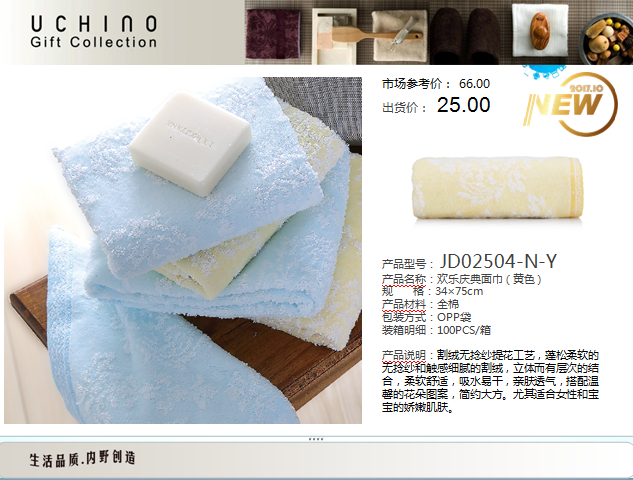 UCHINO
Gift Collection
市场参考价： 66.00
出货价： 25.00
2017.10
NEW
产品型号： JD02504-N-Y
产品名称：欢乐庆典面巾（黄色）
规 格：34×75cm
产品材料：全棉
包装方式：OPP袋
装箱明细：100PCS/箱
产品说明：割绒无捻纱提花工艺，蓬松柔软的
无捻纱和触感细腻的割绒，立体而有层次的结
合，柔软舒适，吸水易干，亲肤透气，搭配温
馨的花朵图案，简约大方。尤其适合女性和宝
宝的娇嫩肌肤。
生活品质.内野创造